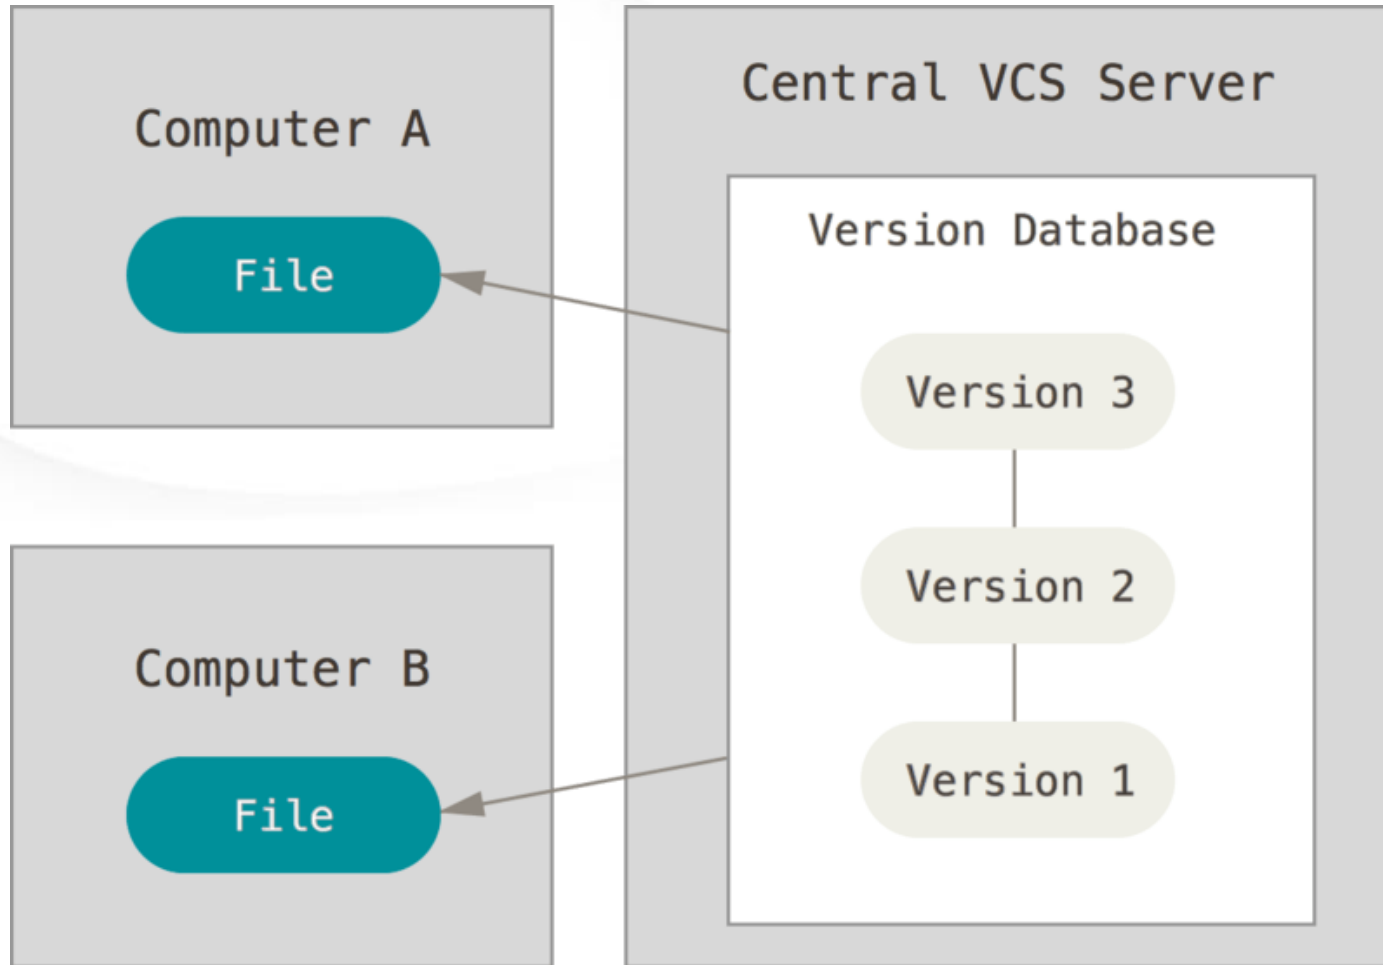 Computer A
File
Computer B
File
Central VCS Server
Version Database
Version 3
Version 2
Version 1